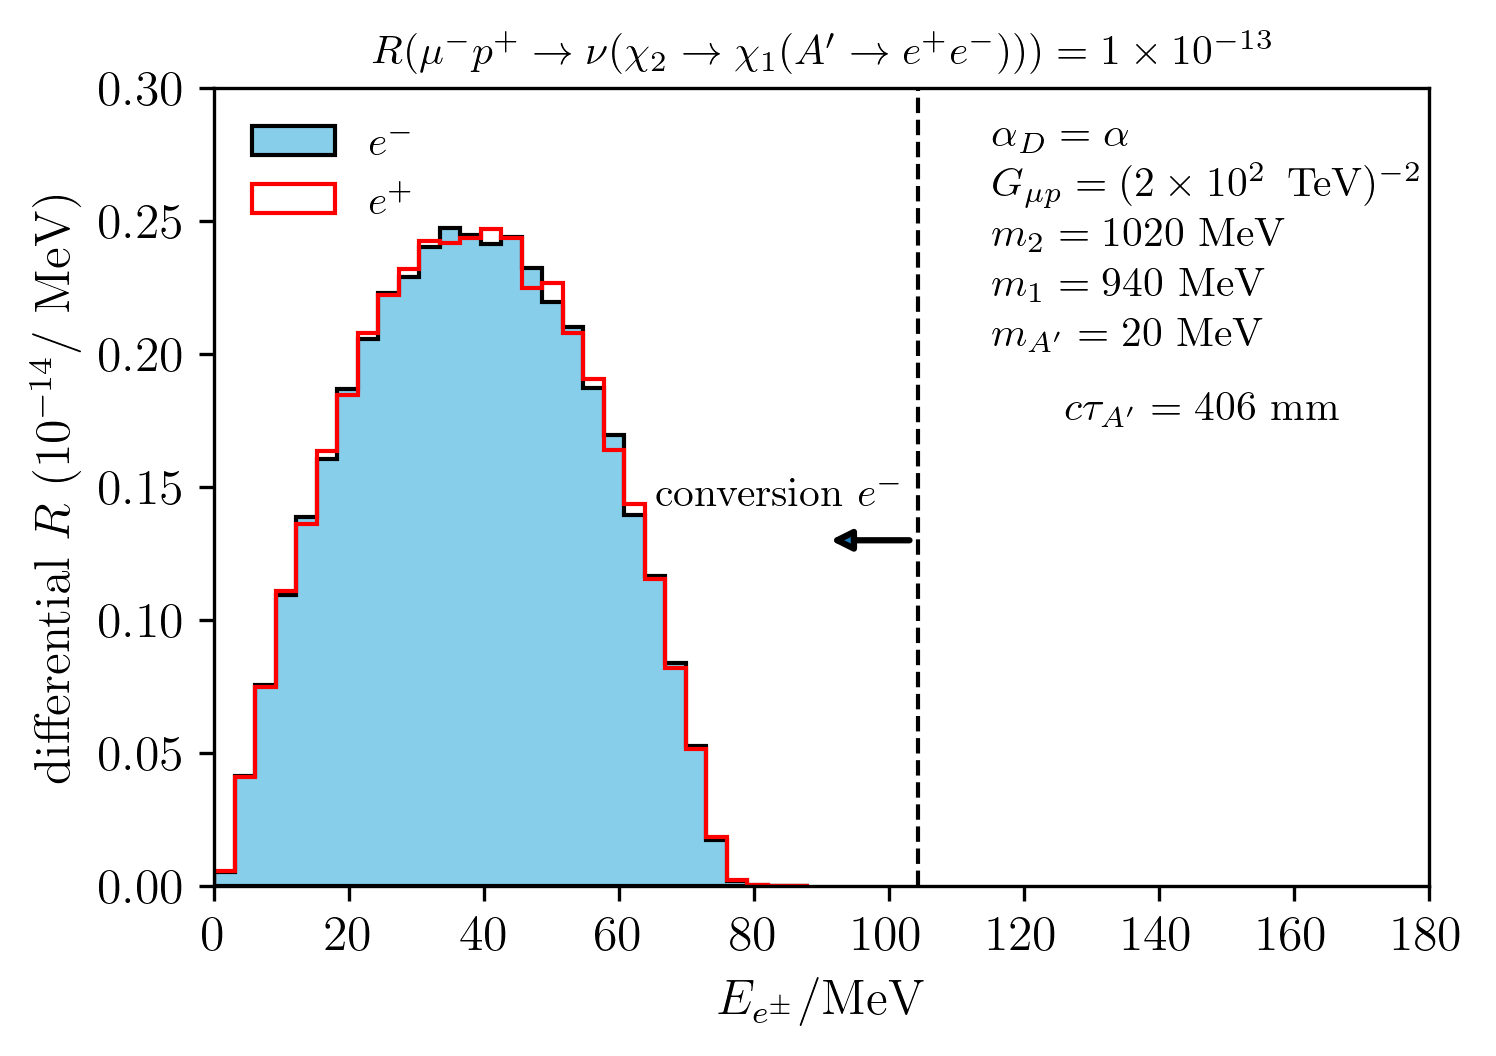 R(μ⁻p⁺ → ν(χ₂ → χ₁(A′ → e⁺e⁻))) = 1 × 10⁻¹³
0.30
0.25
0.20
0.15
0.10
0.05
0.00
differential R (10⁻¹⁴/ MeV)
e⁻
e⁺
α_D = α
G_μp = (2 × 10² TeV)⁻²
m₂ = 1020 MeV
m₁ = 940 MeV
m_A′ = 20 MeV
cτ_A′ = 406 mm
conversion e⁻
0 20 40 60 80 100 120 140 160 180
E_e±/MeV